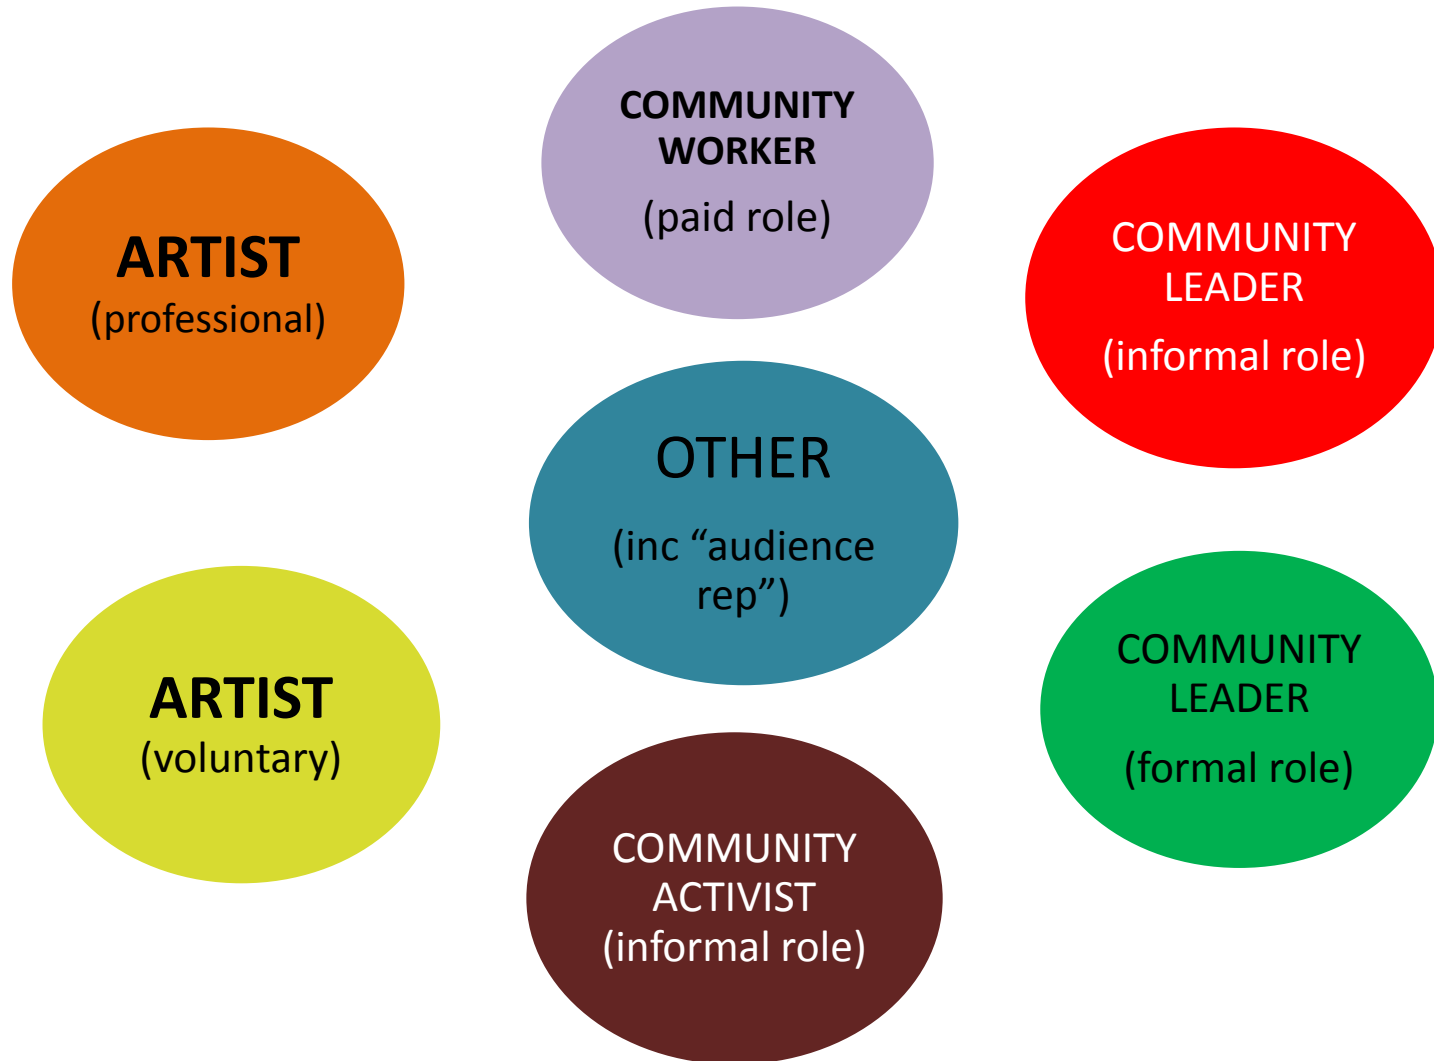 COMMUNITY
WORKER
(paid role)
ARTIST
(professional)
COMMUNITY
LEADER
(informal role)
OTHER
(inc “audience
rep”)
ARTIST
(voluntary)
COMMUNITY
LEADER
(formal role)
COMMUNITY
ACTIVIST
(informal role)